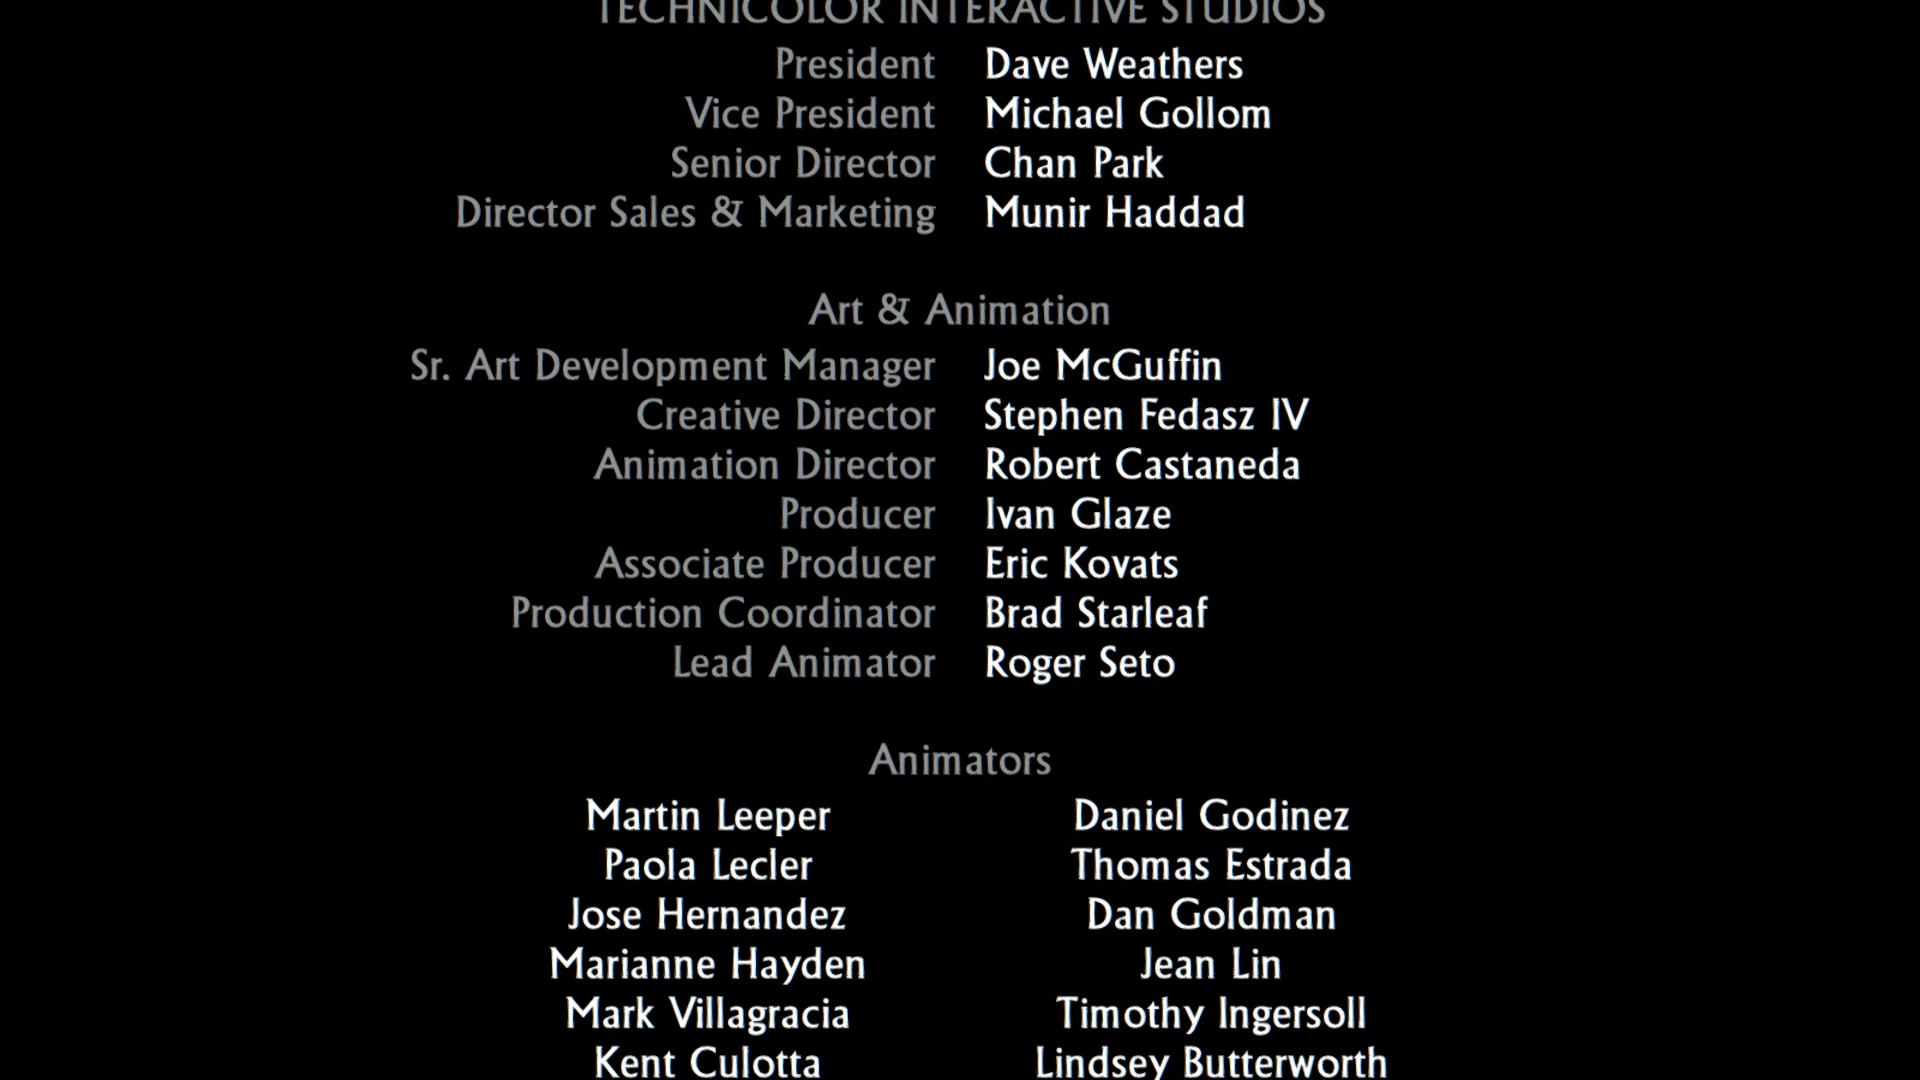 TECHNICOLOR INTERACTIVE STUDIOS
President Dave Weathers
Vice President Michael Gollom
Senior Director Chan Park
Director Sales & Marketing Munir Haddad
Art & Animation
Sr. Art Development Manager Joe McGuffin
Creative Director Stephen Fedasz IV
Animation Director Robert Castaneda
Producer Ivan Glaze
Associate Producer Eric Kovats
Production Coordinator Brad Starleaf
Lead Animator Roger Seto
Animators
Martin Leeper Daniel Godinez
Paola Lecler Thomas Estrada
Jose Hernandez Dan Goldman
Marianne Hayden Jean Lin
Mark Villagracia Timothy Ingersoll
Kent Culotta Lindsey Butterworth